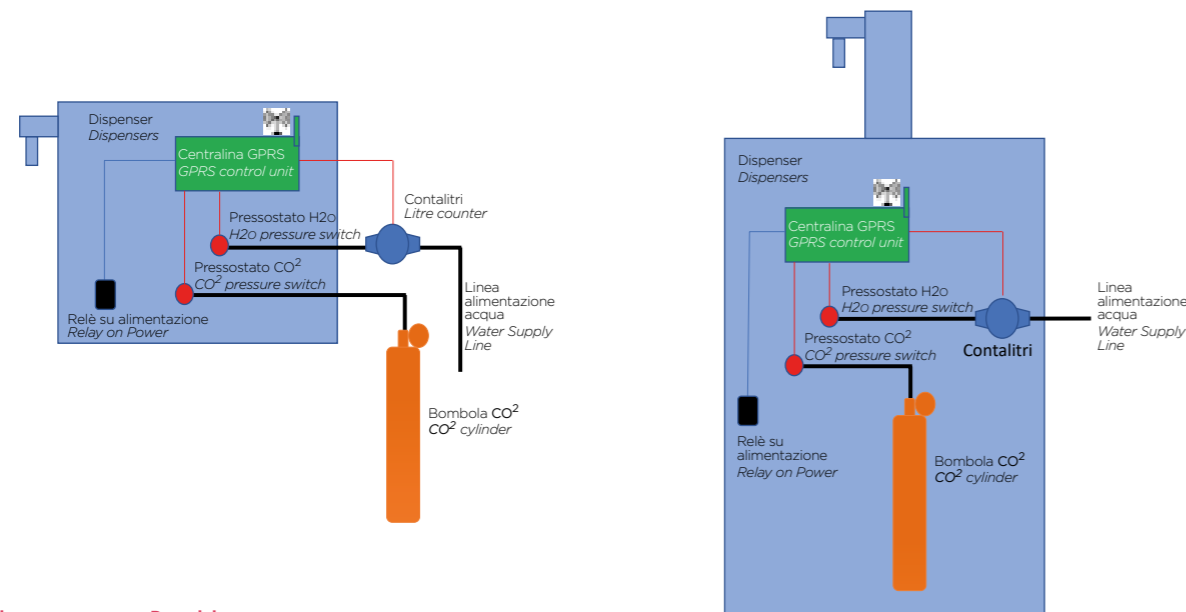 Dispenser
Dispensers
Centralina GPRS
GPRS control unit
Contalitri
Litre counter
Pressostato H2O
H2O pressure switch
Pressostato CO²
CO² pressure switch
Linea
alimentazione
acqua
Water Supply
Line
Relè su alimentazione
Relay on Power
Bombola CO²
CO² cylinder
Dispenser
Dispensers
Centralina GPRS
GPRS control unit
Pressostato H2O
H2O pressure switch
Linea
alimentazione
acqua
Water Supply
Line
Pressostato CO²
CO² pressure switch
Contalitri
Relè su
alimentazione
Relay on Power
Bombola CO²
CO² cylinder